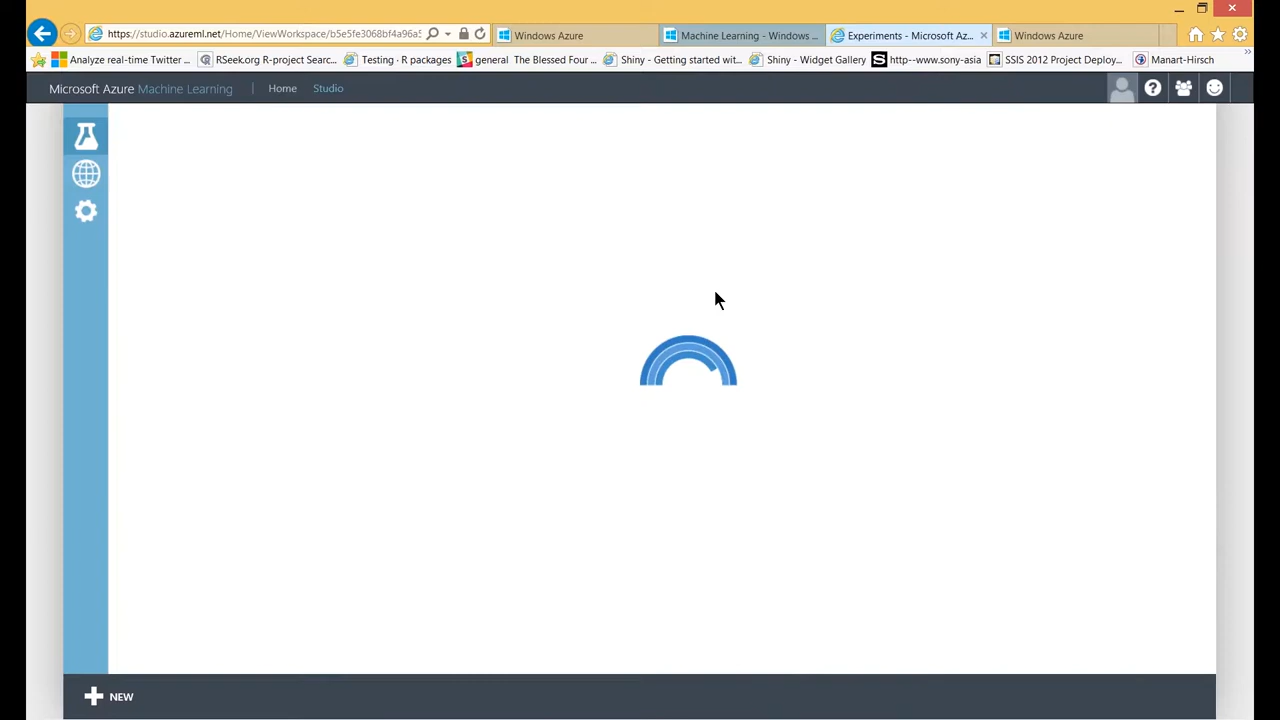 https://studio.azureml.net/Home/ViewWorkspace/b5e5fe3068bf4a96a5
Windows Azure
Machine Learning - Windows ...
Experiments - Microsoft Az...
Windows Azure
Analyze real-time Twitter ...
RSeek.org R-project Searc...
Testing · R packages
general
The Blessed Four ...
Shiny - Getting started wit...
Shiny - Widget Gallery
http--www.sony-asia
SSIS 2012 Project Deploy...
Manart-Hirsch
Microsoft Azure Machine Learning | Home Studio
NEW